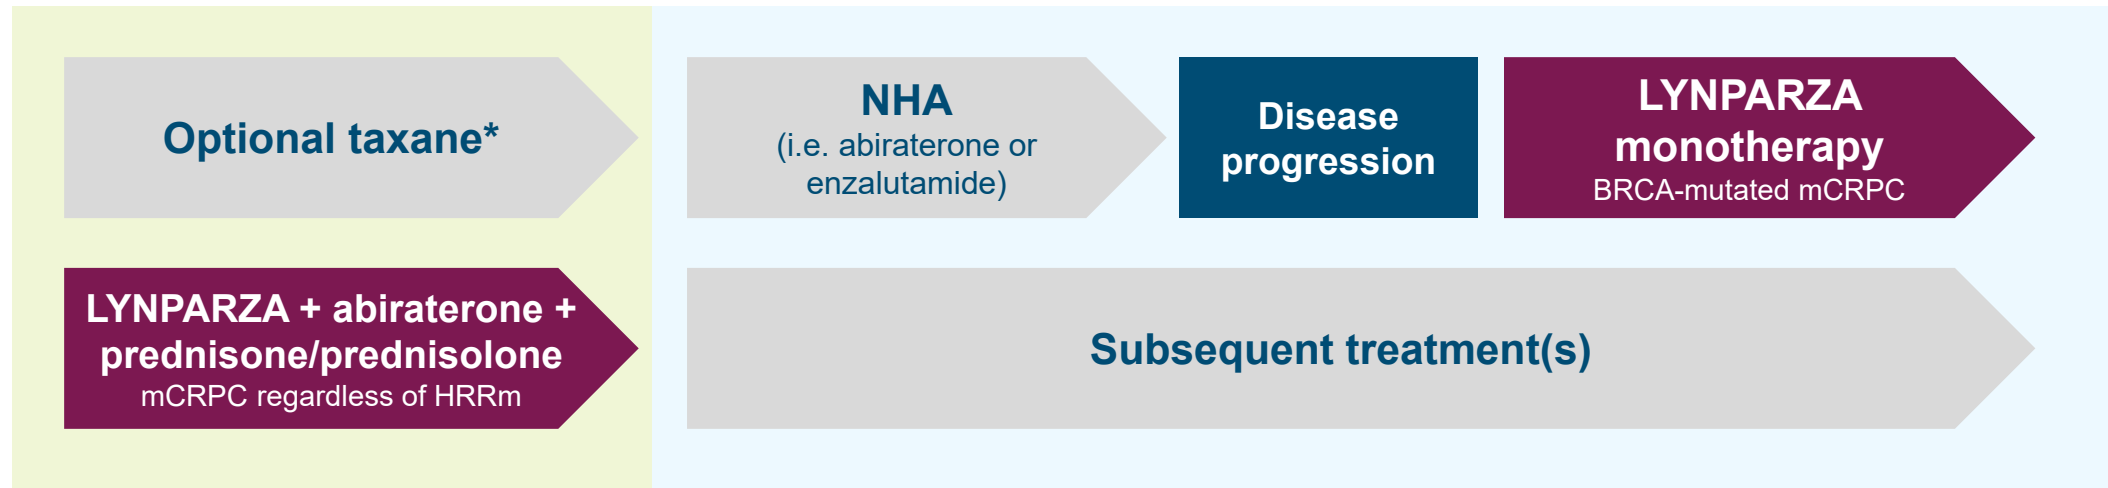 Optional taxane*
NHA
(i.e. abiraterone or
enzalutamide)
Disease
progression
LYNPARZA
monotherapy
BRCA-mutated mCRPC
LYNPARZA + abiraterone +
prednisone/prednisolone
mCRPC regardless of HRRm
Subsequent treatment(s)